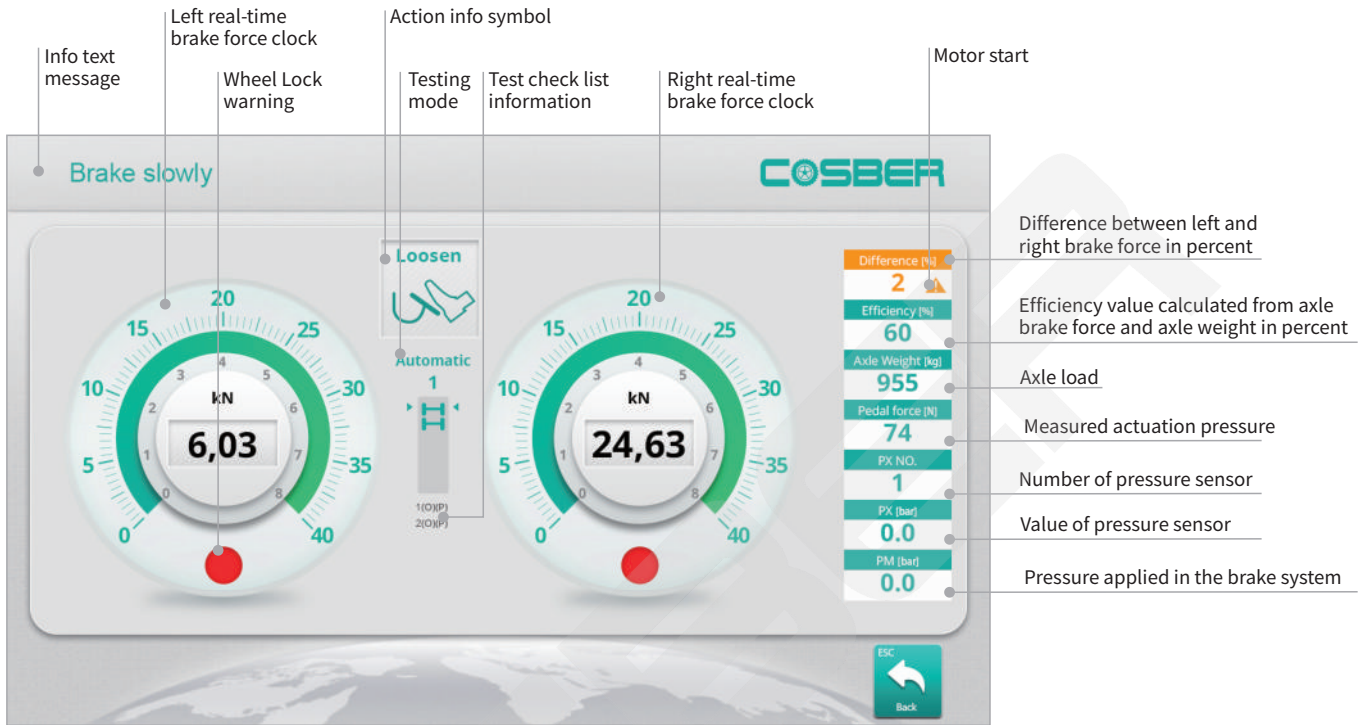 Left real-time
brake force clock
Action info symbol
Info text
message
Wheel Lock
warning
Testing
mode
Test check list
information
Right real-time
brake force clock
Motor start
Brake slowly
COSBER
Difference between left and
right brake force in percent
Efficiency value calculated from axle
brake force and axle weight in percent
Axle load
Measured actuation pressure
Number of pressure sensor
Value of pressure sensor
Pressure applied in the brake system
0
5
10
15
20
25
30
35
40
0
1
2
3
4
5
6
7
8
kN
6,03
Loosen
Automatic
1
1(O)(P)
2(O)(P)
0
5
10
15
20
25
30
35
40
0
1
2
3
4
5
6
7
8
kN
24,63
Difference [%]
2
Efficiency [%]
60
Axle Weight [kg]
955
Pedal force [N]
74
PX NO.
1
PX [bar]
0.0
PM [bar]
0.0
ESC
Back